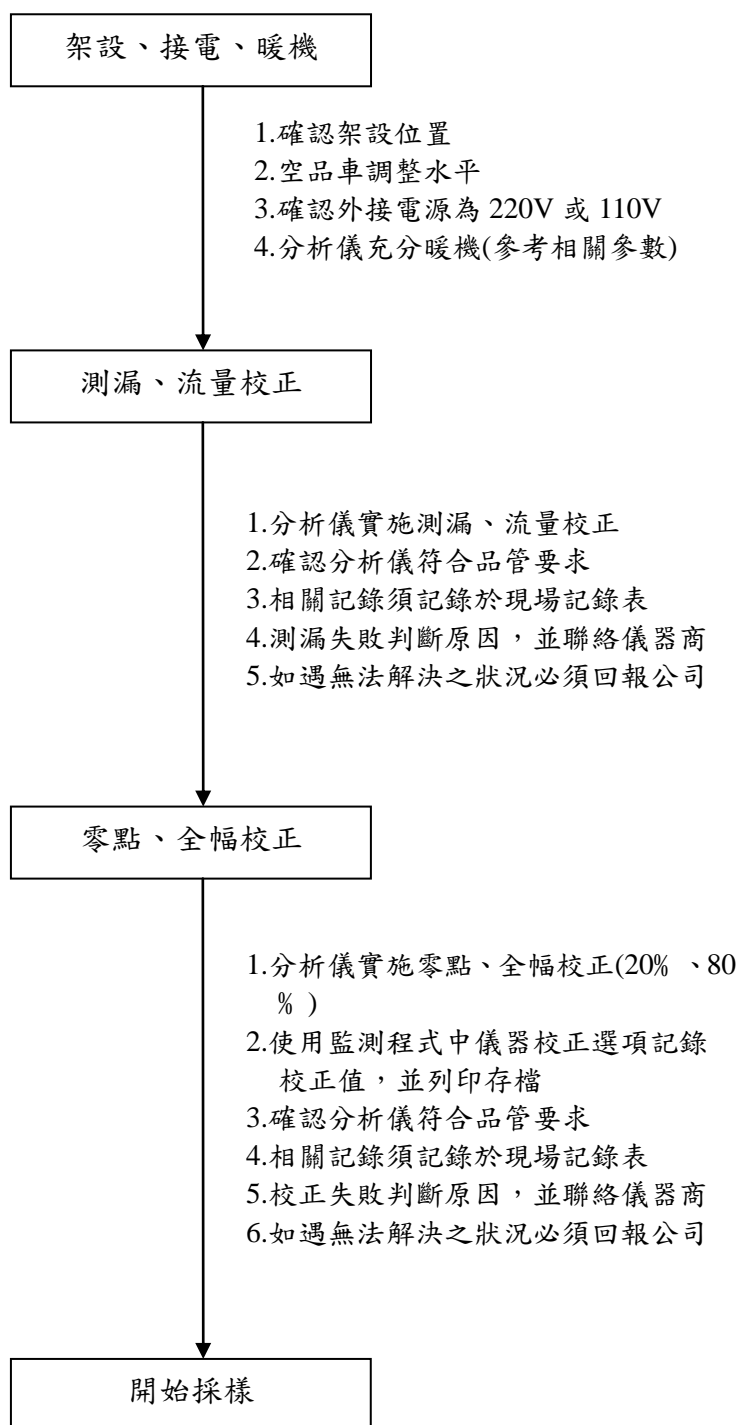 架設、接電、暖機
1.確認架設位置
2.空品車調整水平
3.確認外接電源為 220V 或 110V
4.分析儀充分暖機(參考相關參數)
測漏、流量校正
1.分析儀實施測漏、流量校正
2.確認分析儀符合品管要求
3.相關記錄須記錄於現場記錄表
4.測漏失敗判斷原因，並聯絡儀器商
5.如遇無法解決之狀況必須回報公司
零點、全幅校正
1.分析儀實施零點、全幅校正(20% 、80
% )
2.使用監測程式中儀器校正選項記錄
校正值，並列印存檔
3.確認分析儀符合品管要求
4.相關記錄須記錄於現場記錄表
5.校正失敗判斷原因，並聯絡儀器商
6.如遇無法解決之狀況必須回報公司
開始採樣